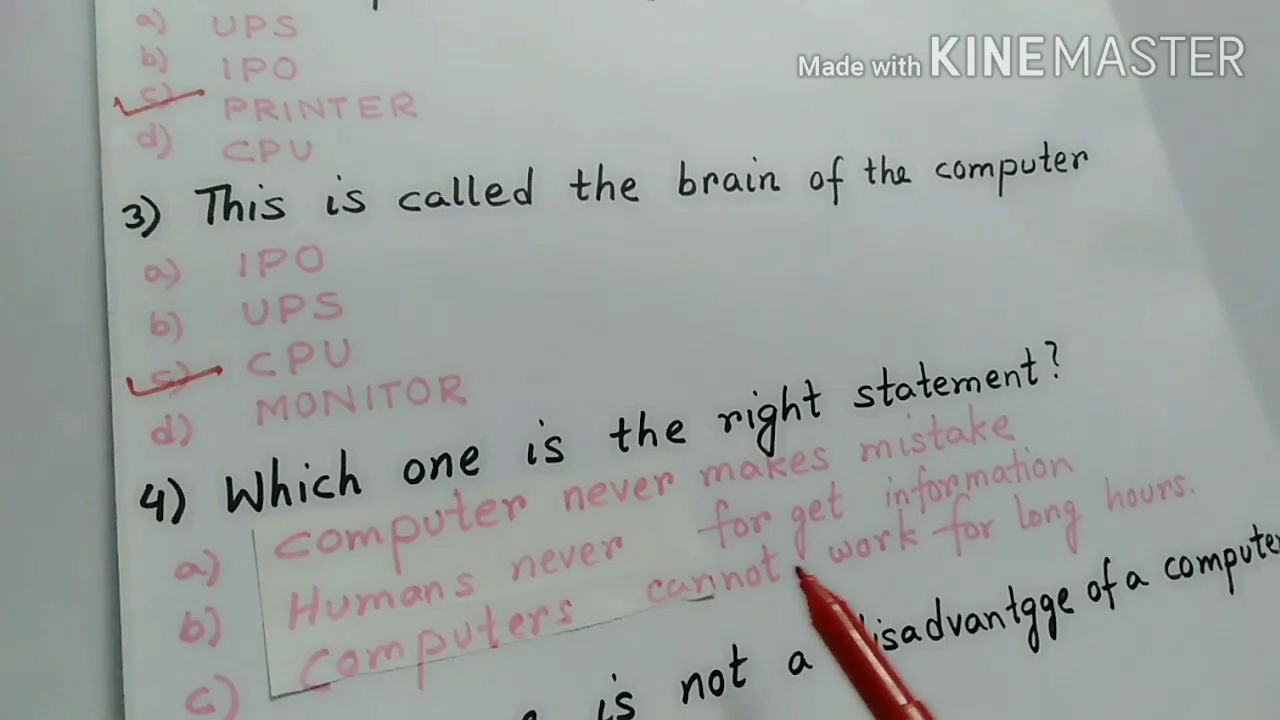 a) UPS
Made with KINEMASTER
b) IPO
c) PRINTER
d) CPU
3) This is called the brain of the computer
a) IPO
b) UPS
c) CPU
d) MONITOR
4) Which one is the right statement?
a) computer never makes mistake
b) Humans never for get information
c) computers cannot work for long hours.
is not a disadvantgge of a computer